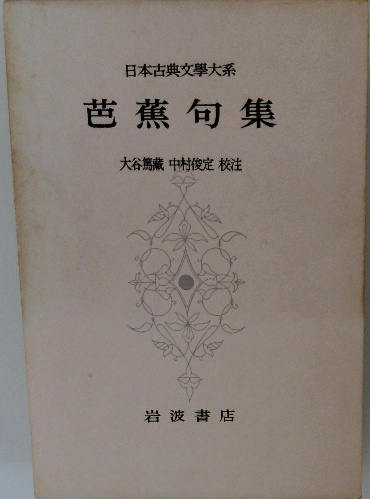 日本古典文學大系
芭蕉句集
大谷篤藏 中村俊定 校注
岩波書店